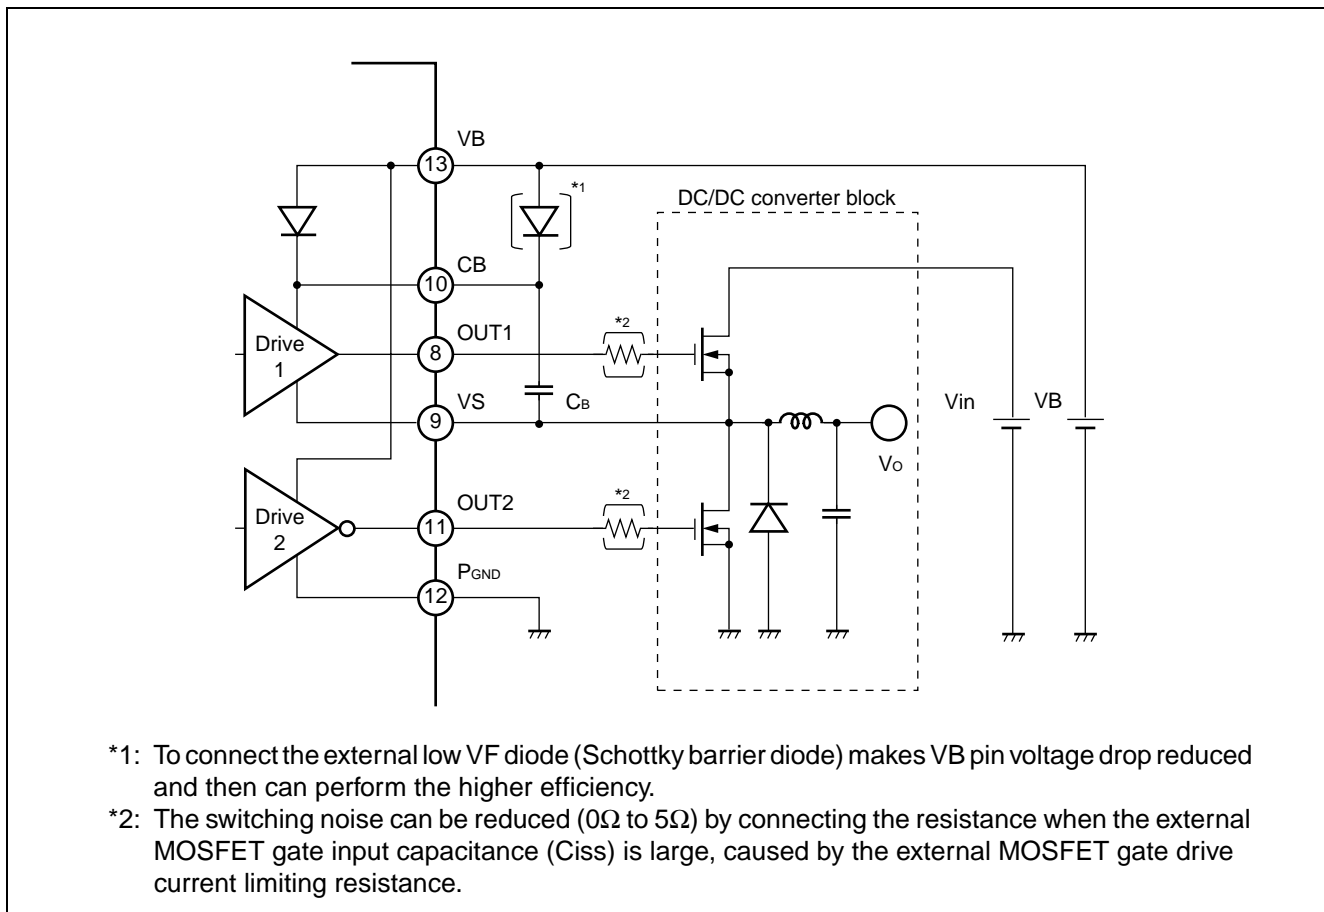 VB
13
*1
DC/DC converter block
CB
10
OUT1
*2
Drive
1
8
VS
CB
9
Vin
VB
VO
OUT2
*2
Drive
2
11
PGND
12
*1: To connect the external low VF diode (Schottky barrier diode) makes VB pin voltage drop reduced
and then can perform the higher efficiency.
*2: The switching noise can be reduced (0Ω to 5Ω) by connecting the resistance when the external
MOSFET gate input capacitance (Ciss) is large, caused by the external MOSFET gate drive
current limiting resistance.